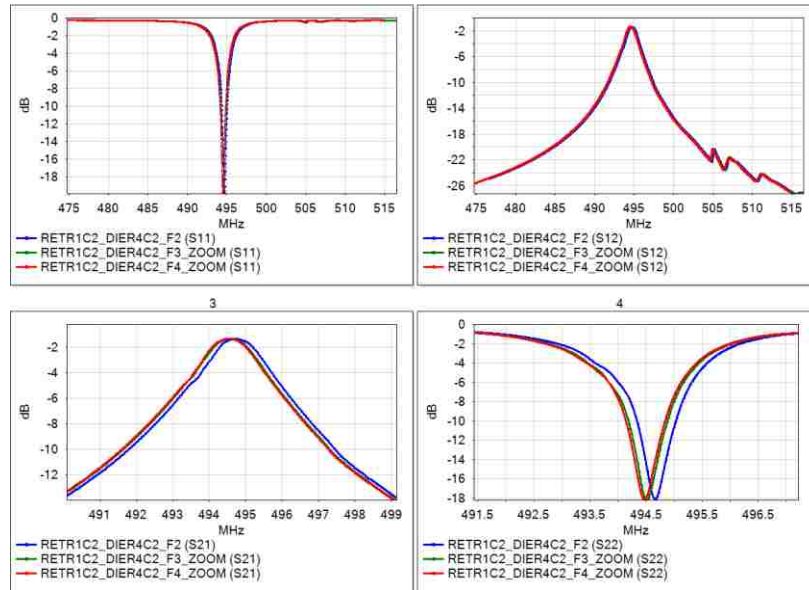 0
-2
-4
-6
-8
-10
-12
-14
-16
-18
dB
475 480 485 490 495 500 505 510 515
MHz
RETR1C2_DIER4C2_F2 (S11)
RETR1C2_DIER4C2_F3_ZOOM (S11)
RETR1C2_DIER4C2_F4_ZOOM (S11)
-2
-6
-10
-14
-18
-22
-26
dB
475 480 485 490 495 500 505 510 515
MHz
RETR1C2_DIER4C2_F2 (S12)
RETR1C2_DIER4C2_F3_ZOOM (S12)
RETR1C2_DIER4C2_F4_ZOOM (S12)
3
-2
-4
-6
-8
-10
-12
dB
491 492 493 494 495 496 497 498 499
MHz
RETR1C2_DIER4C2_F2 (S21)
RETR1C2_DIER4C2_F3_ZOOM (S21)
RETR1C2_DIER4C2_F4_ZOOM (S21)
4
0
-2
-4
-6
-8
-10
-12
-14
-16
-18
dB
491.5 492.5 493.5 494.5 495.5 496.5
MHz
RETR1C2_DIER4C2_F2 (S22)
RETR1C2_DIER4C2_F3_ZOOM (S22)
RETR1C2_DIER4C2_F4_ZOOM (S22)